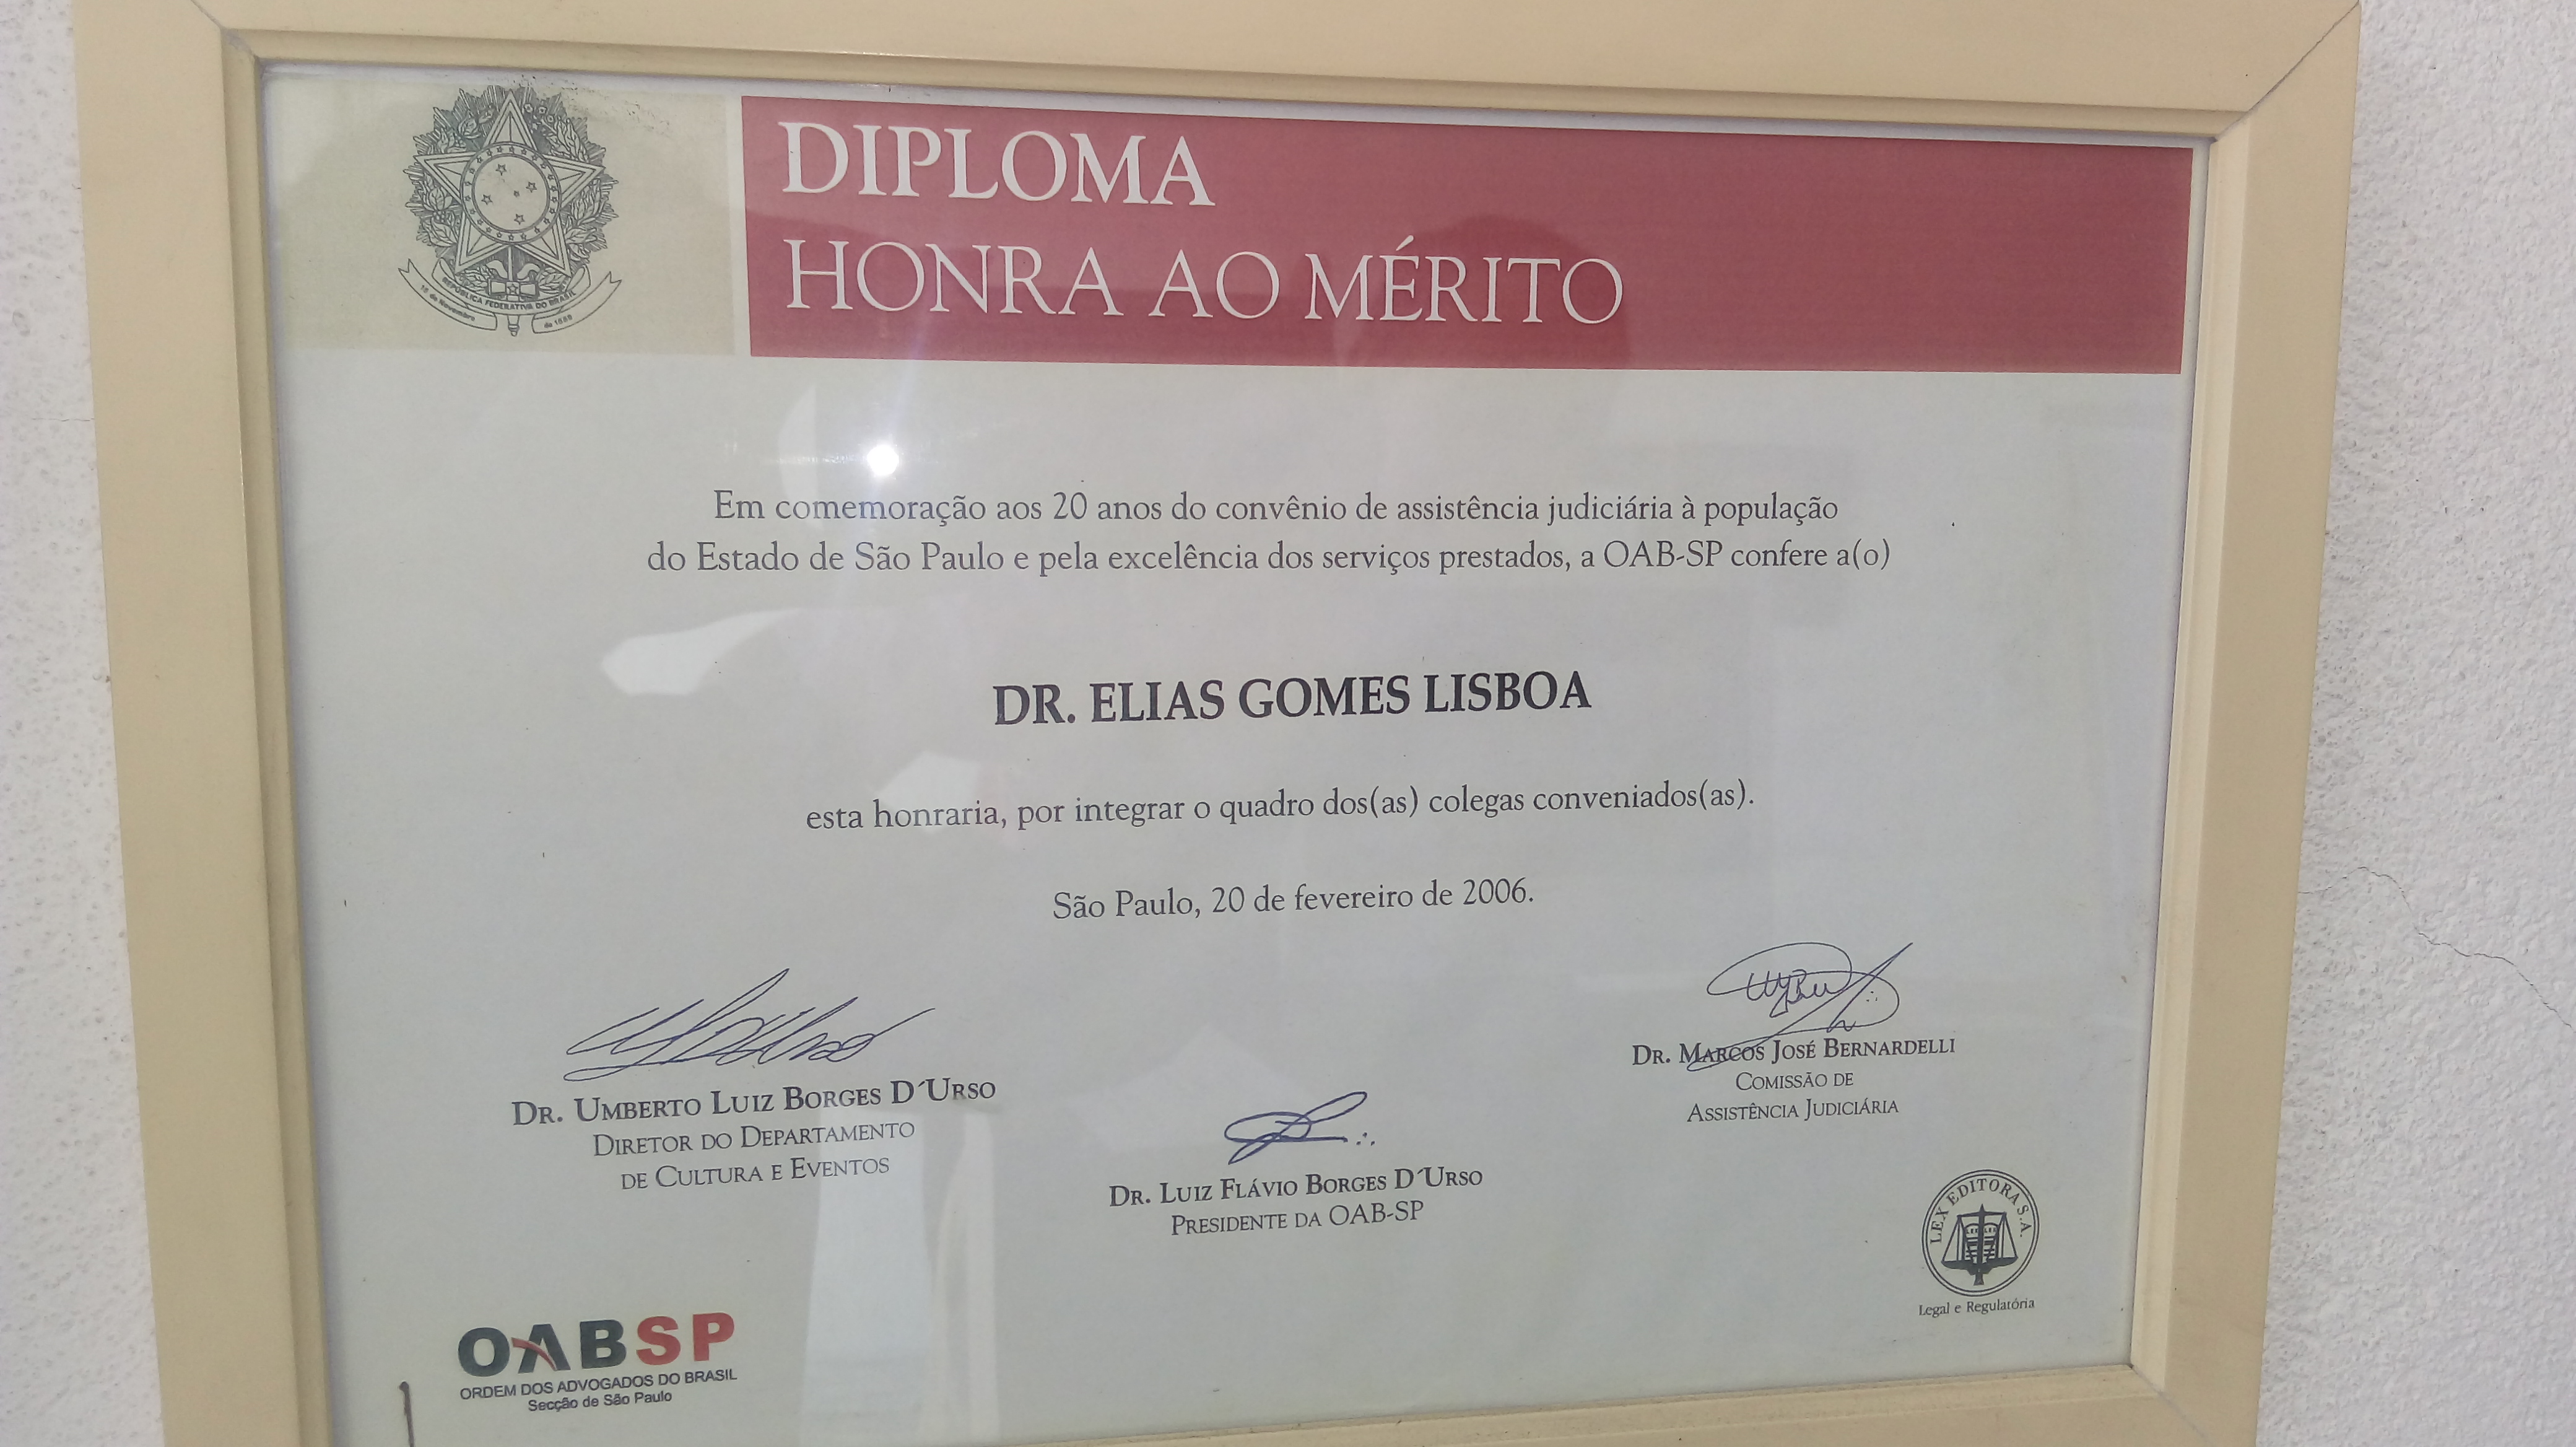 DIPLOMA
HONRA AO MÉRITO
REPÚBLICA FEDERATIVA DO BRASIL
15 de Novembro de 1889
Em comemoração aos 20 anos do convênio de assistência judiciária à população
do Estado de São Paulo e pela excelência dos serviços prestados, a OAB-SP confere a(o)
DR. ELIAS GOMES LISBOA
esta honraria, por integrar o quadro dos(as) colegas conveniados(as).
São Paulo, 20 de fevereiro de 2006.
DR. UMBERTO LUIZ BORGES D´URSO
DIRETOR DO DEPARTAMENTO
DE CULTURA E EVENTOS
DR. LUIZ FLÁVIO BORGES D´URSO
PRESIDENTE DA OAB-SP
DR. MARCOS JOSÉ BERNARDELLI
COMISSÃO DE
ASSISTÊNCIA JUDICIÁRIA
LEX EDITORA S.A.
LEX
Legal e Regulatória
OABSP
ORDEM DOS ADVOGADOS DO BRASIL
Secção de São Paulo